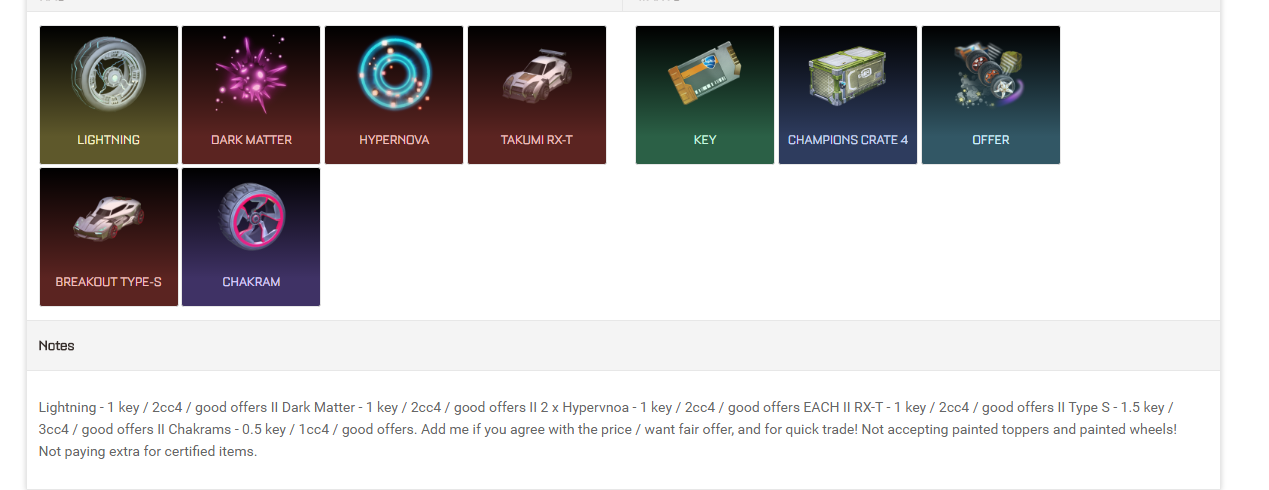 LIGHTNING
DARK MATTER
HYPERNOVA
TAKUMI RX-T
KEY
CHAMPIONS CRATE 4
OFFER
BREAKOUT TYPE-S
CHAKRAM
Notes
Lightning - 1 key / 2cc4 / good offers II Dark Matter - 1 key / 2cc4 / good offers II 2 x Hypervnoa - 1 key / 2cc4 / good offers EACH II RX-T - 1 key / 2cc4 / good offers II Type S - 1.5 key /
3cc4 / good offers II Chakrams - 0.5 key / 1cc4 / good offers. Add me if you agree with the price / want fair offer, and for quick trade! Not accepting painted toppers and painted wheels!
Not paying extra for certified items.